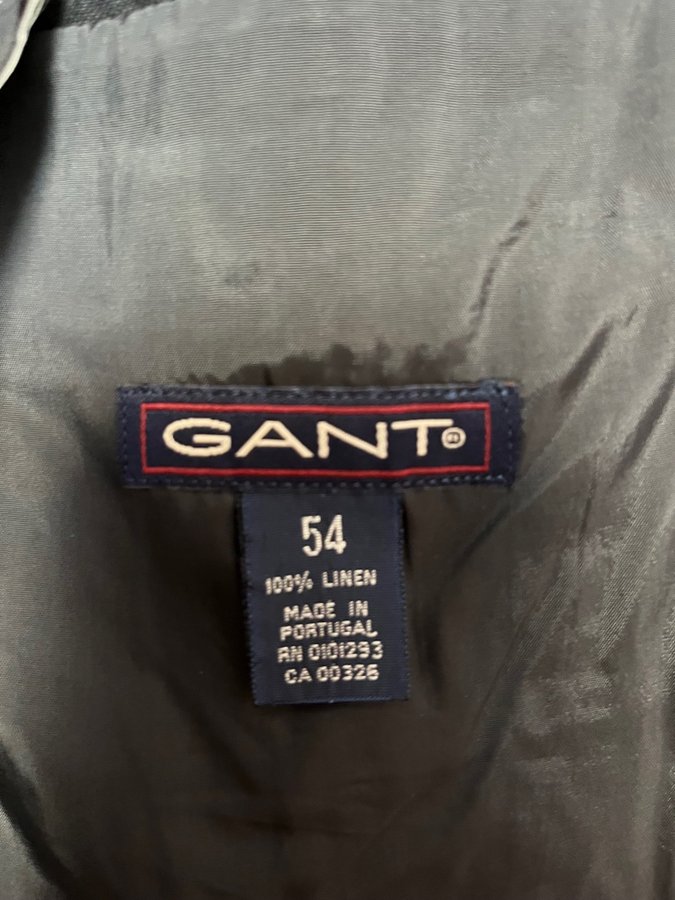 GANT®
54
100% LINEN
MADE IN
PORTUGAL
RN 0101293
CA 00326